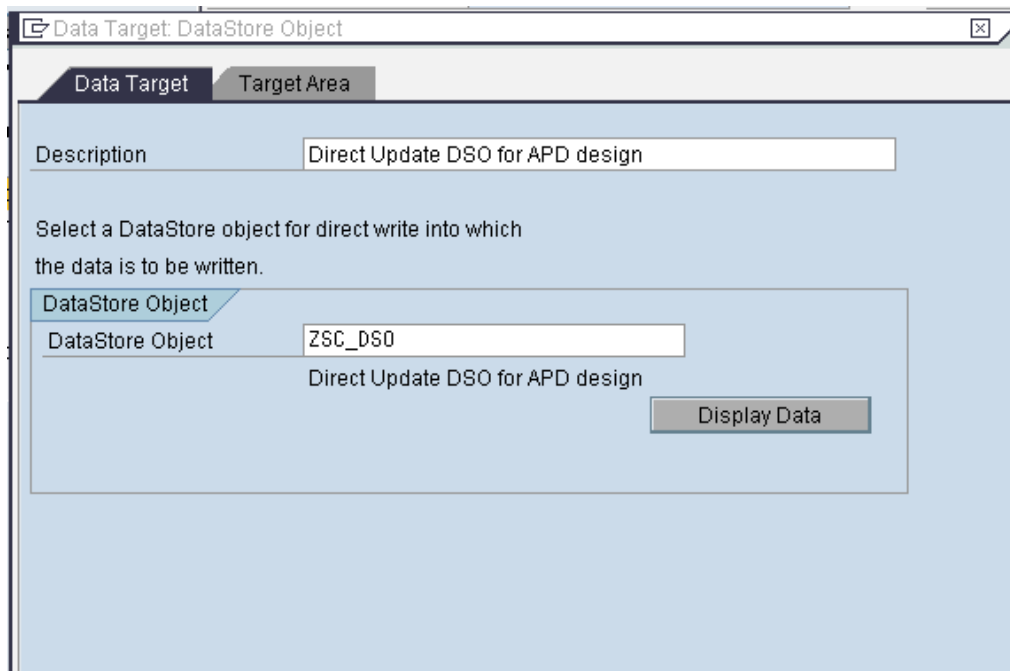 Data Target: DataStore Object
Data Target Target Area
Description Direct Update DSO for APD design
Select a DataStore object for direct write into which
the data is to be written.
DataStore Object
DataStore Object ZSC_DSO
Direct Update DSO for APD design
Display Data